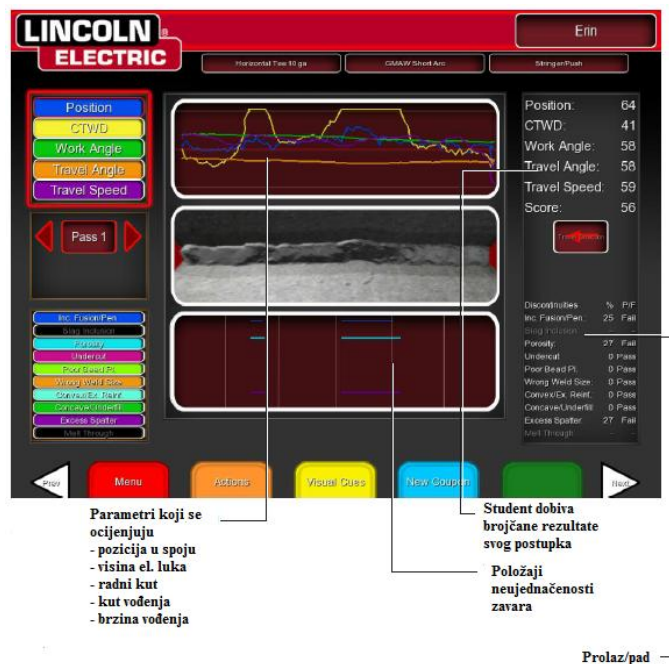 LINCOLN
ELECTRIC
Erin
Horizontal Tee 10 ga
GMAW Short Arc
Stringer/Push
Position
CTWD
Work Angle
Travel Angle
Travel Speed
Pass 1
Inc. Fusion/Pen.
Slag Inclusion
Porosity
Undercut
Poor Bead Pl.
Wrong Weld Size
Convex/Ex. Reinf.
Concave/Underfill
Excess Spatter
Melt Through
Position: 64
CTWD: 41
Work Angle: 58
Travel Angle: 58
Travel Speed: 59
Score: 56
Discontinuities % P/F
Inc. Fusion/Pen.: 25 Fail
Slag Inclusion - -
Porosity: 27 Fail
Undercut 0 Pass
Poor Bead Pl. 0 Pass
Wrong Weld Size: 0 Pass
Convex/Ex. Reinf.: 0 Pass
Concave/Underfill 0 Pass
Excess Spatter 27 Fail
Melt Through - -
Prev
Menu
Actions
Visual Cues
New Coupon
Next
Parametri koji se
ocijenjuju
- pozicija u spoju
- visina el. luka
- radni kut
- kut vođenja
- brzina vođenja
Student dobiva
brojčane rezultate
svog postupka
Položaji
neujednačenosti
zavara
Prolaz/pad